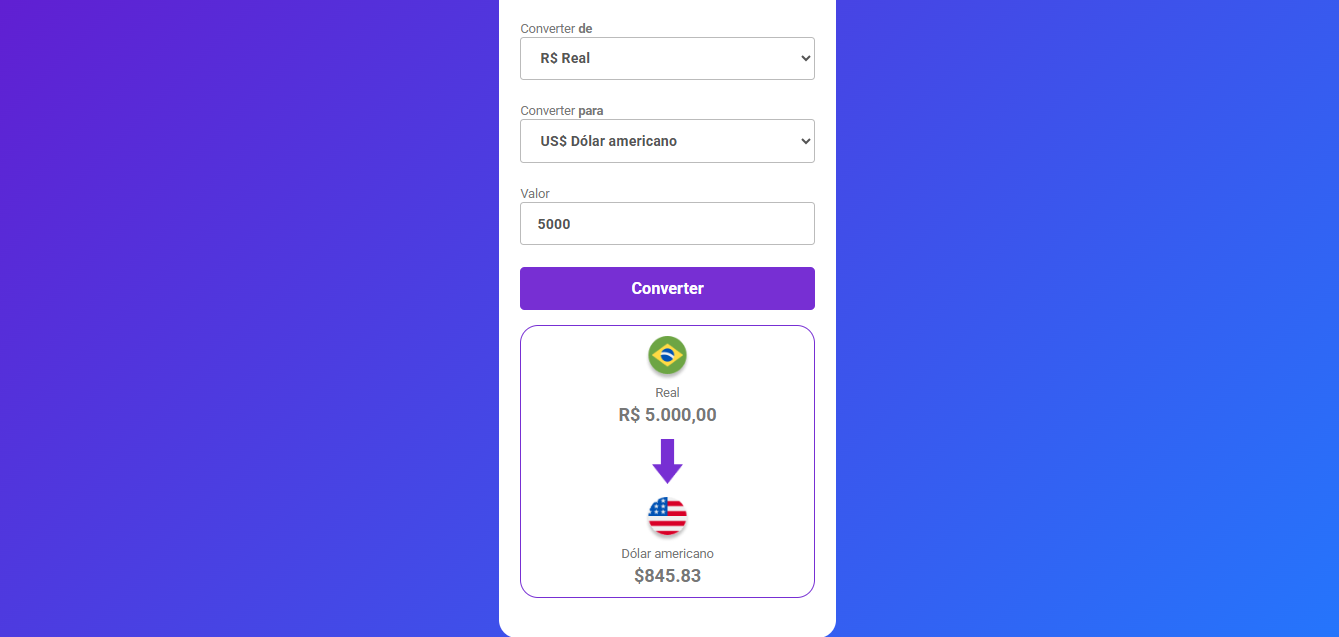 Converter de
R$ Real
Converter para
US$ Dólar americano
Valor
5000
Converter
Real
R$ 5.000,00
Dólar americano
$845.83